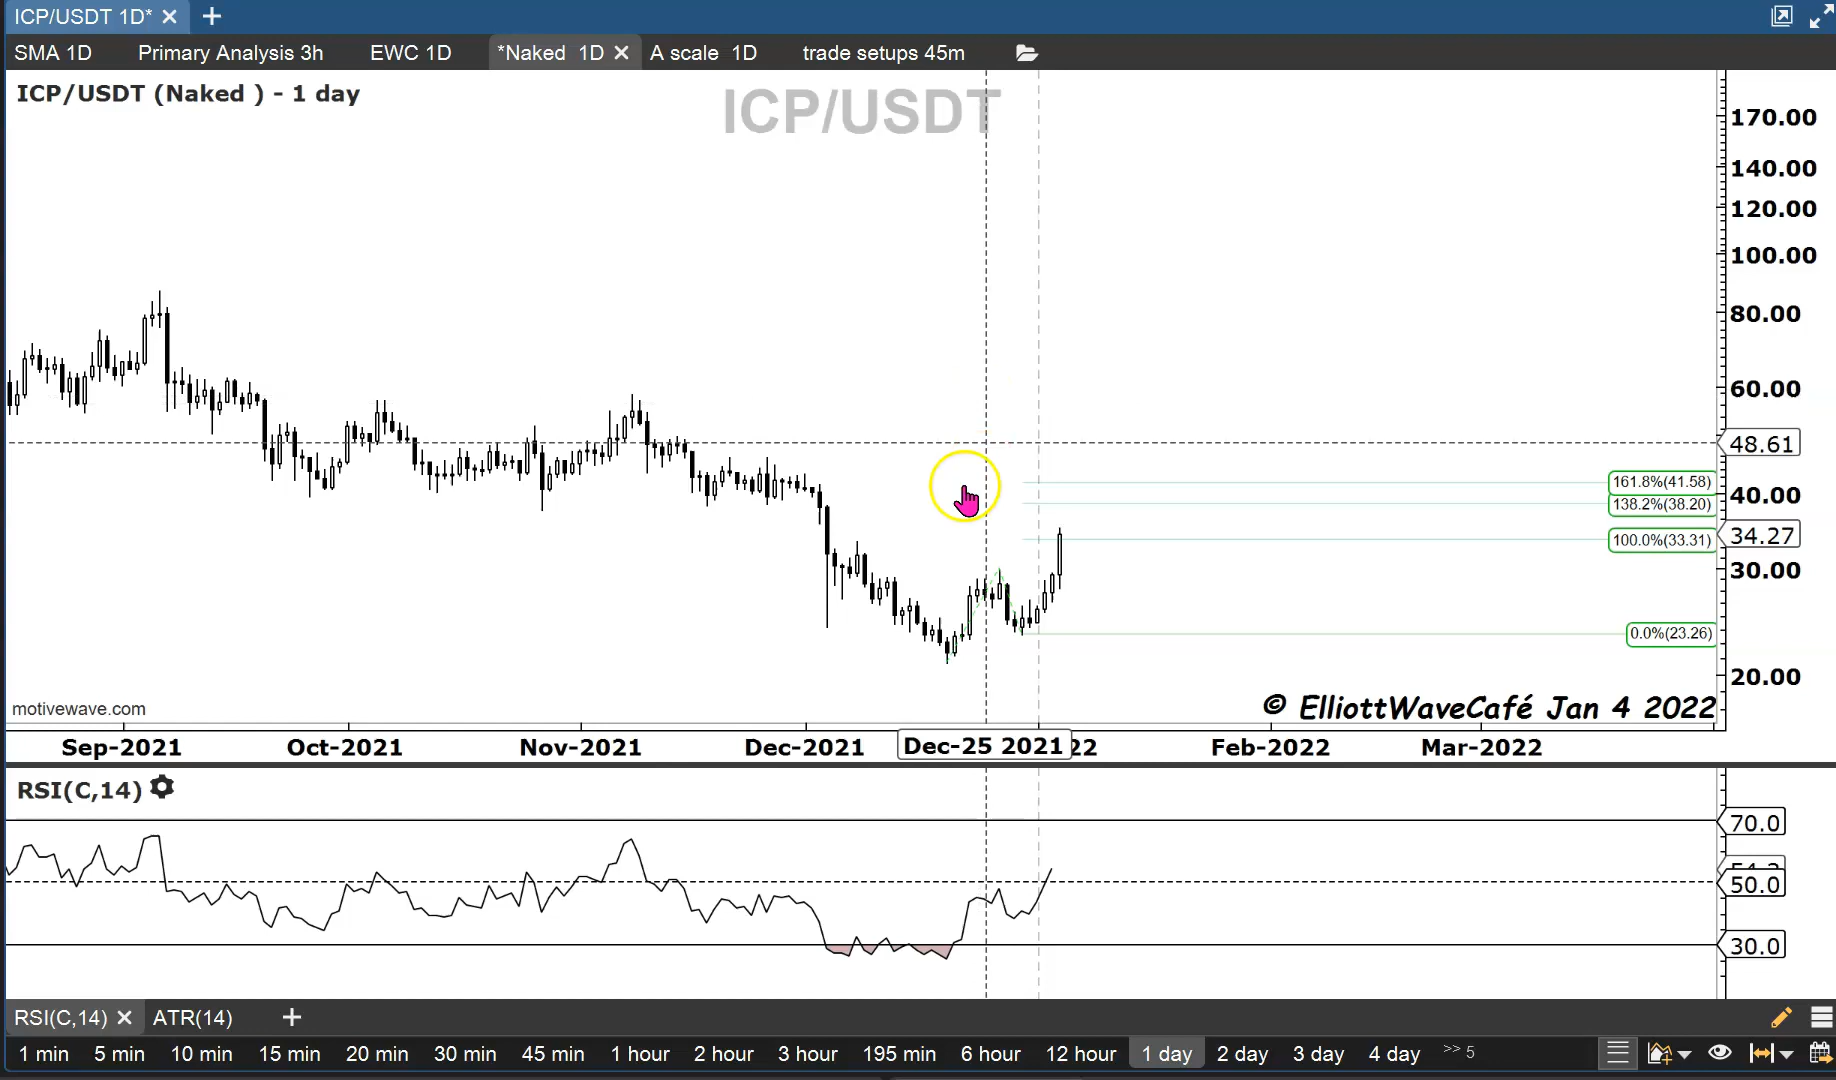 ICP/USDT 1D*
SMA 1D Primary Analysis 3h EWC 1D *Naked 1D A scale 1D trade setups 45m
ICP/USDT (Naked ) - 1 day
ICP/USDT
170.00
140.00
120.00
100.00
80.00
60.00
48.61
161.8%(41.58)
40.00
138.2%(38.20)
34.27
100.0%(33.31)
30.00
0.0%(23.26)
20.00
motivewave.com
© ElliottWaveCafé Jan 4 2022
Sep-2021 Oct-2021 Nov-2021 Dec-2021 Dec-25 2021 22 Feb-2022 Mar-2022
RSI(C,14)
70.0
50.0
30.0
RSI(C,14) ATR(14)
1 min 5 min 10 min 15 min 20 min 30 min 45 min 1 hour 2 hour 3 hour 195 min 6 hour 12 hour 1 day 2 day 3 day 4 day >> 5